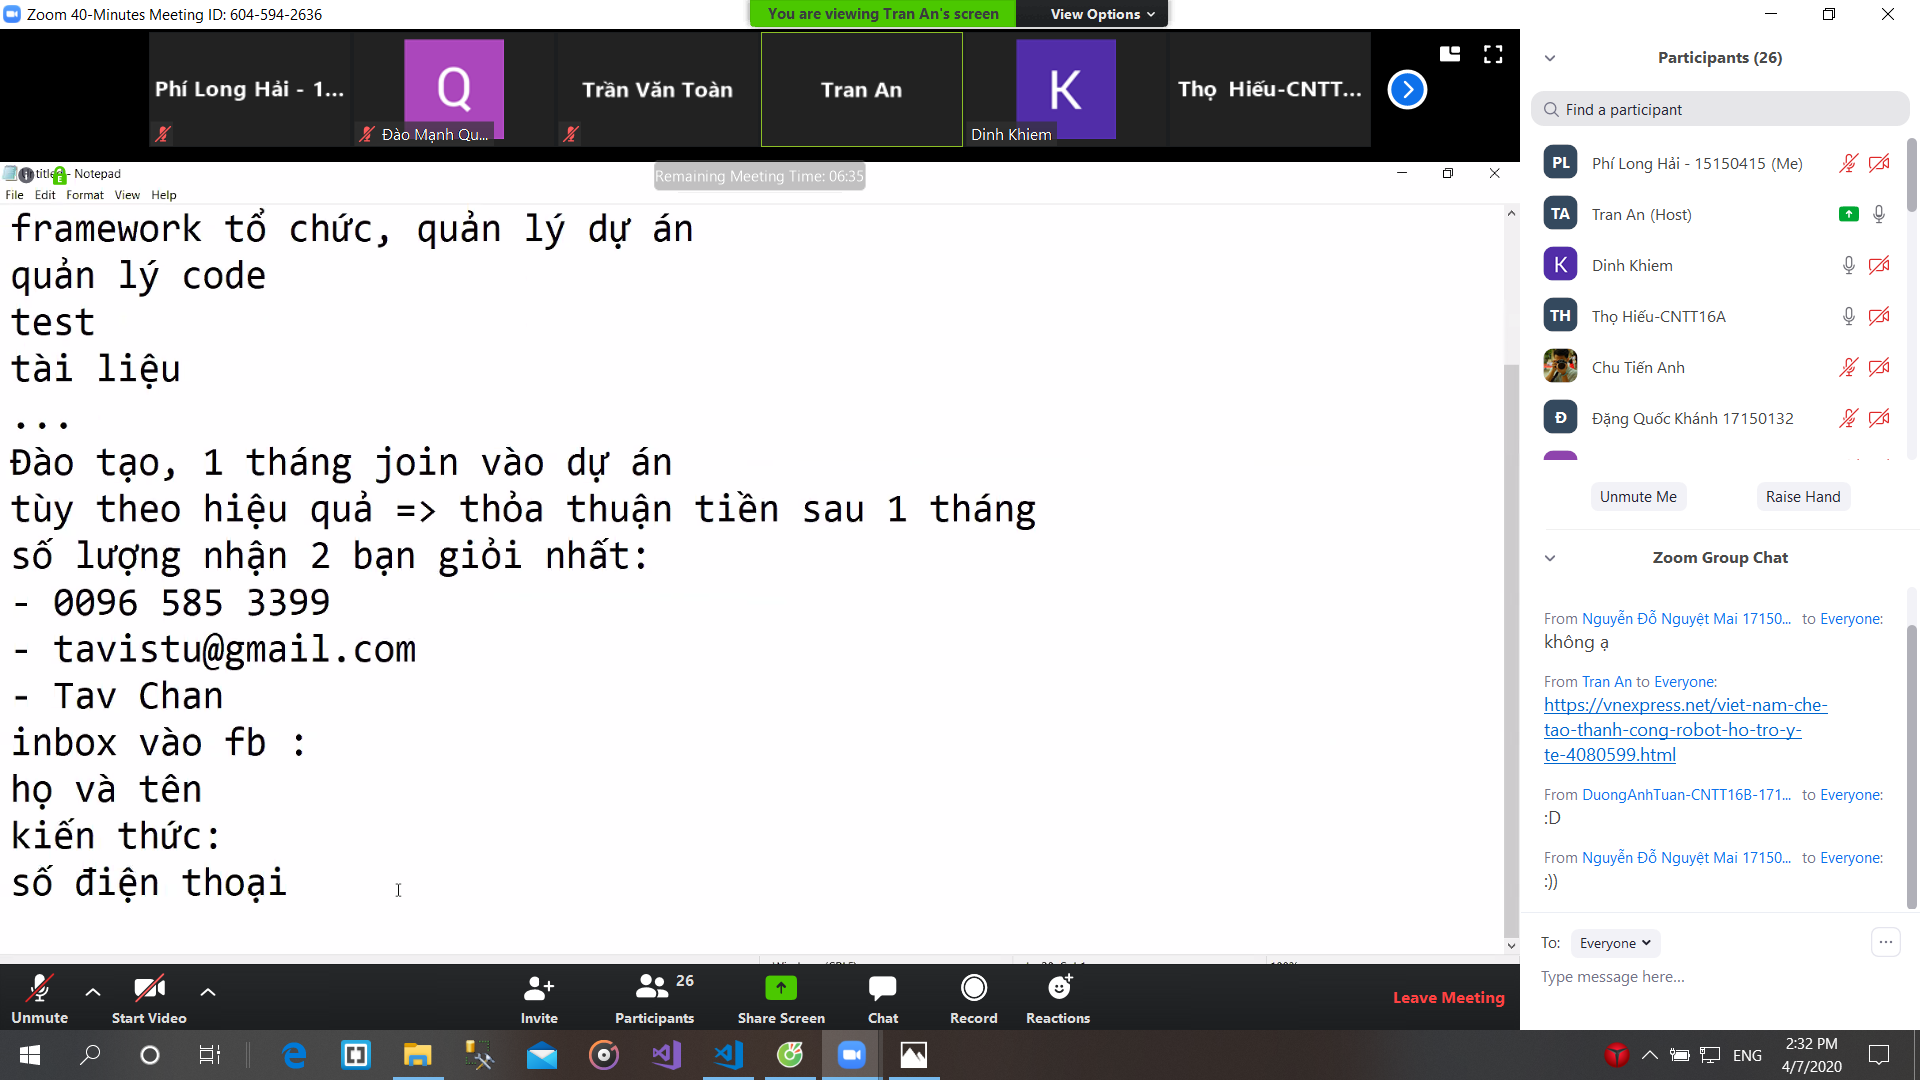 Zoom 40-Minutes Meeting ID: 604-594-2636
You are viewing Tran An's screen
View Options
Phí Long Hải - 1...
Q
Đào Mạnh Qu...
Trần Văn Toàn
Tran An
K
Dinh Khiem
Thọ Hiếu-CNTT...
- Notepad
Remaining Meeting Time: 06:35
File Edit Format View Help
framework tổ chức, quản lý dự án
quản lý code
test
tài liệu
...
Đào tạo, 1 tháng join vào dự án
tùy theo hiệu quả => thỏa thuận tiền sau 1 tháng
số lượng nhận 2 bạn giỏi nhất:
- 0096 585 3399
- tavistu@gmail.com
- Tav Chan
inbox vào fb :
họ và tên
kiến thức:
số điện thoại
Unmute
Start Video
Invite
Participants
26
Share Screen
Chat
Record
Reactions
Leave Meeting
Participants (26)
Find a participant
PL Phí Long Hải - 15150415 (Me)
TA Tran An (Host)
K Dinh Khiem
TH Thọ Hiếu-CNTT16A
Chu Tiến Anh
Đ Đặng Quốc Khánh 17150132
Unmute Me
Raise Hand
Zoom Group Chat
From Nguyễn Đỗ Nguyệt Mai 17150... to Everyone:
không ạ
From Tran An to Everyone:
https://vnexpress.net/viet-nam-che-
tao-thanh-cong-robot-ho-tro-y-
te-4080599.html
From DuongAnhTuan-CNTT16B-171... to Everyone:
:D
From Nguyễn Đỗ Nguyệt Mai 17150... to Everyone:
:))
To: Everyone
Type message here...
ENG
2:32 PM
4/7/2020